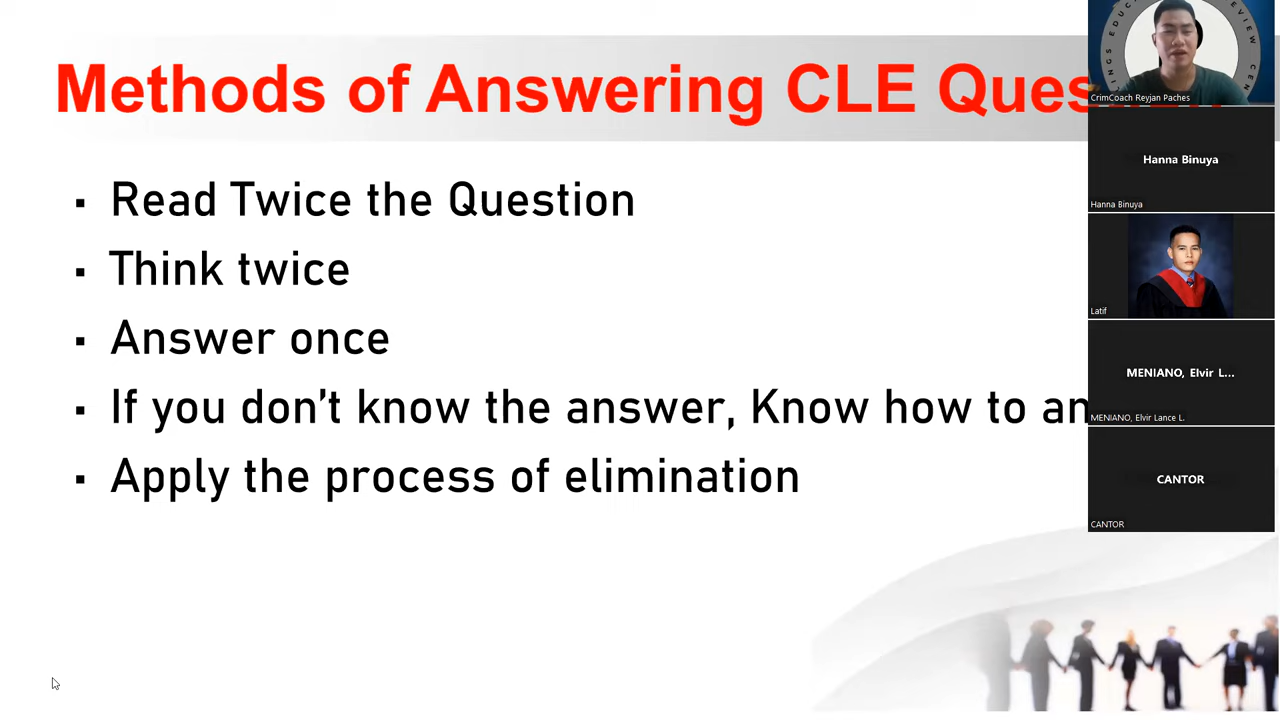 Methods of Answering CLE
▪ Read Twice the Question
▪ Think twice
▪ Answer once
▪ If you don't know the answer, Know how to
▪ Apply the process of elimination
CrimCoach Reyjan Paches
Hanna Binuya
Hanna Binuya
Latif
MENIANO, Elvir L...
MENIANO, Elvir Lance L.
CANTOR
CANTOR